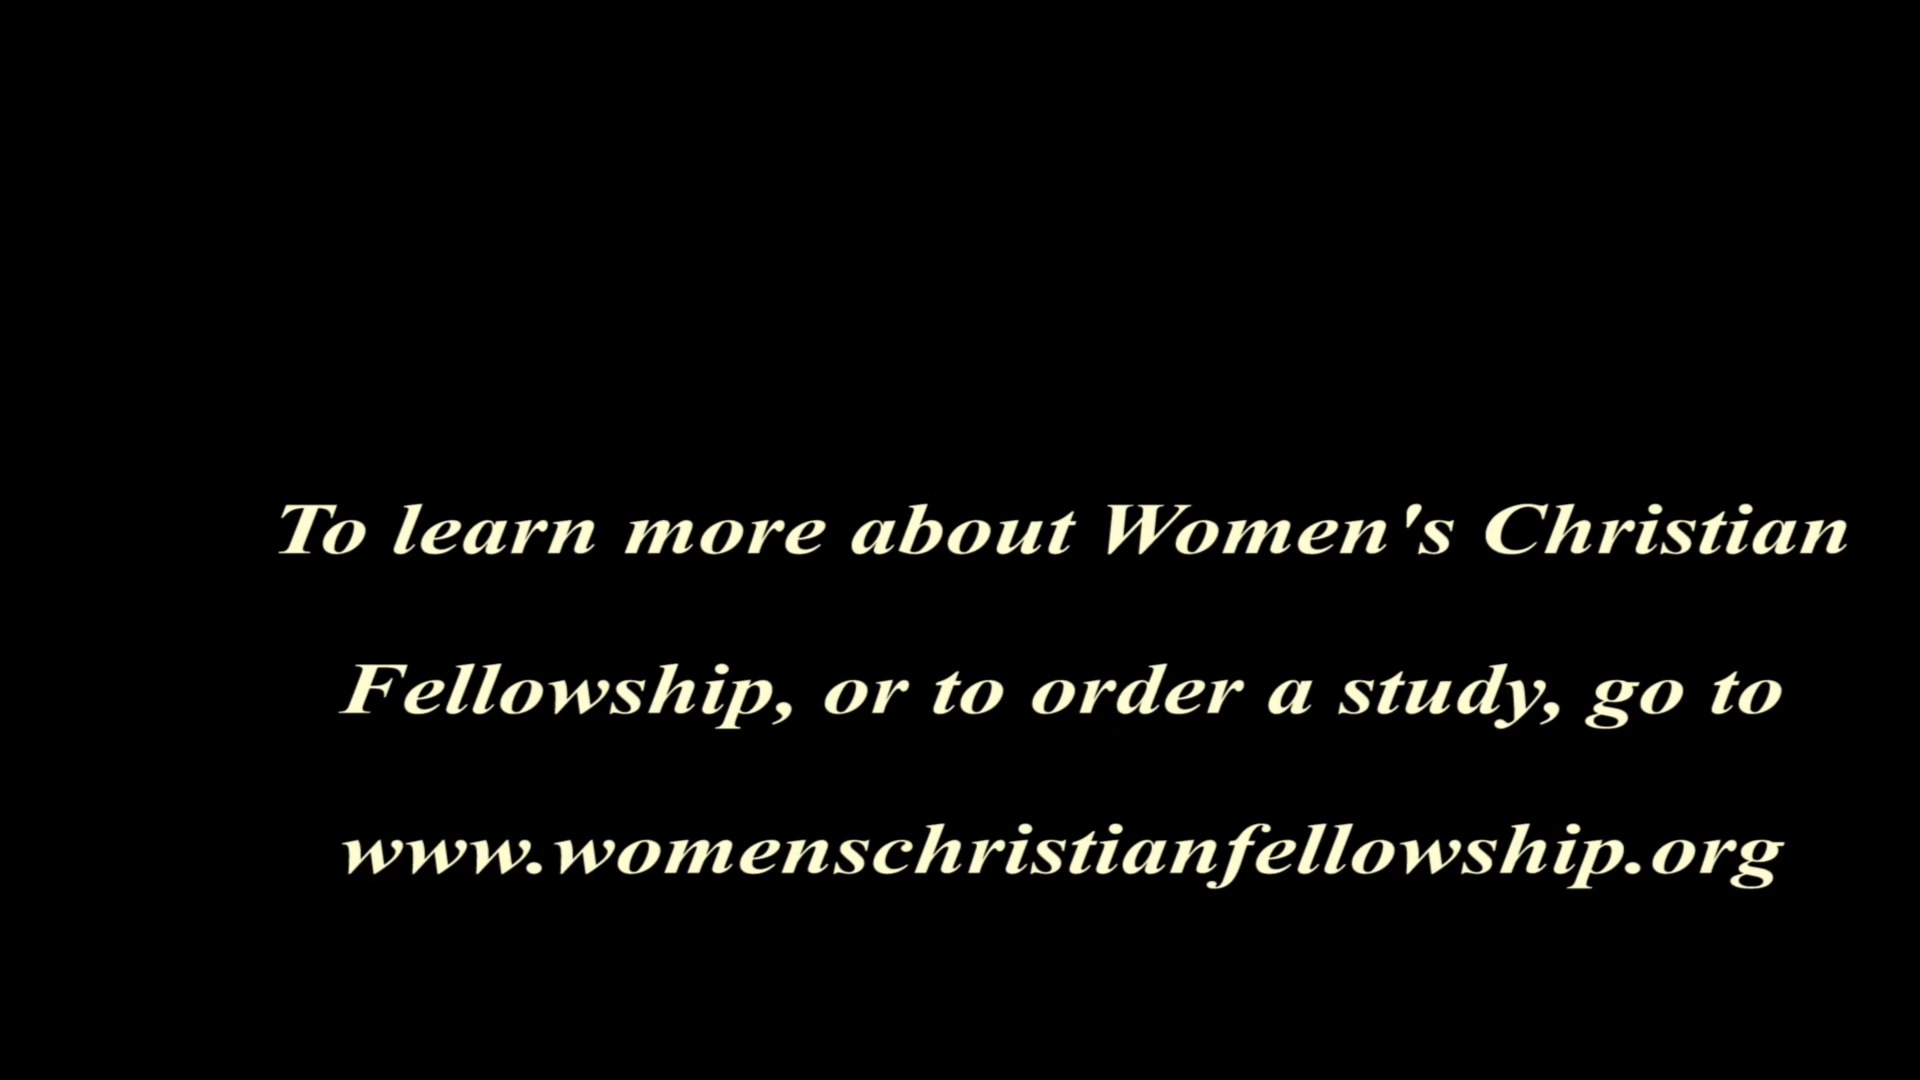 To learn more about Women's Christian
Fellowship, or to order a study, go to
www.womenschristianfellowship.org